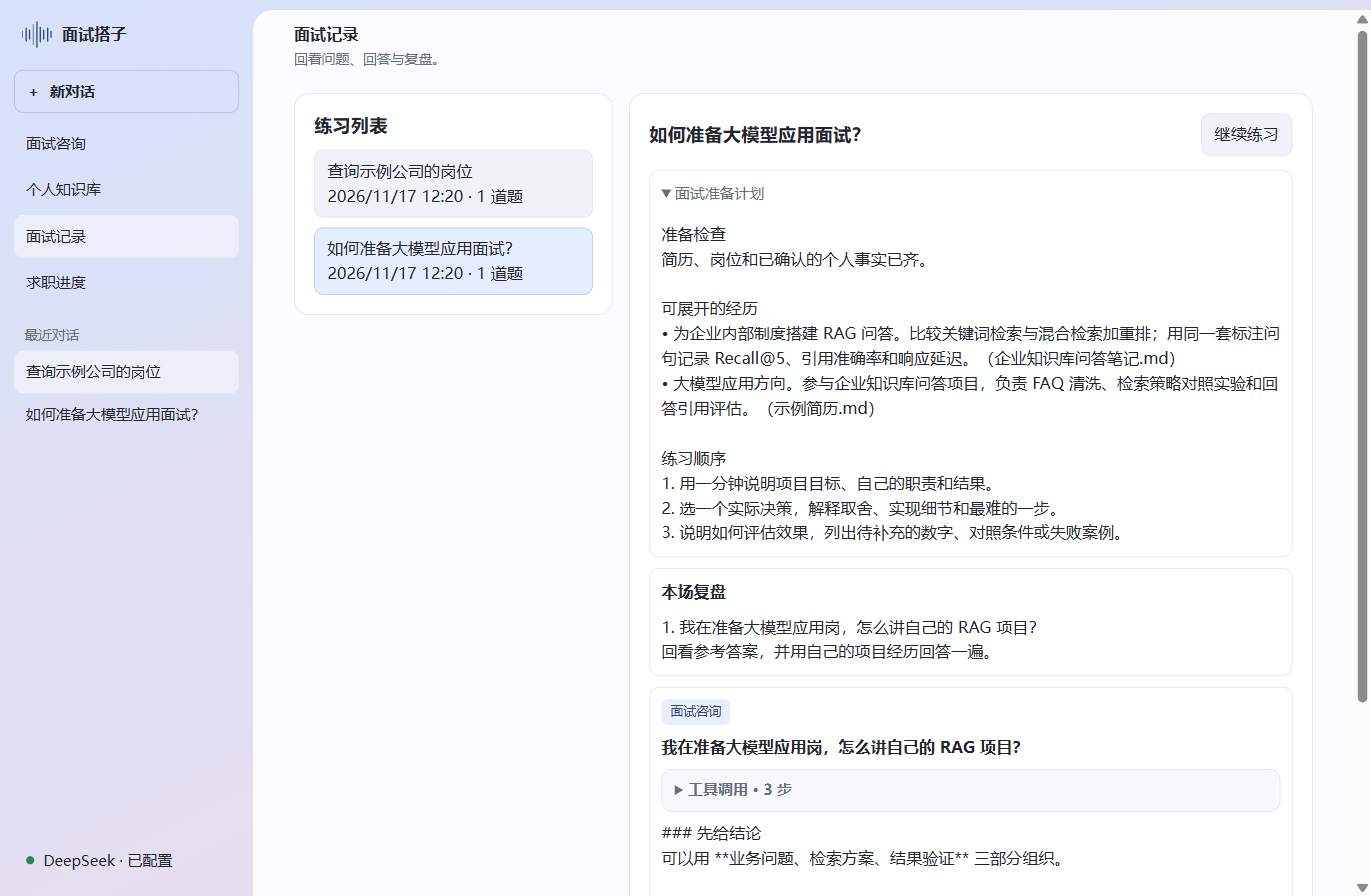 面试搭子
+ 新对话
面试咨询
个人知识库
面试记录
求职进度
最近对话
查询示例公司的岗位
如何准备大模型应用面试？
DeepSeek · 已配置
面试记录
回看问题、回答与复盘。
练习列表
查询示例公司的岗位
2026/11/17 12:20 · 1 道题
如何准备大模型应用面试？
2026/11/17 12:20 · 1 道题
如何准备大模型应用面试？
继续练习
▼面试准备计划
准备检查
简历、岗位和已确认的个人事实已齐。
可展开的经历
• 为企业内部制度搭建 RAG 问答。比较关键词检索与混合检索加重排；用同一套标注问
句记录 Recall@5、引用准确率和响应延迟。（企业知识库问答笔记.md）
• 大模型应用方向。参与企业知识库问答项目，负责 FAQ 清洗、检索策略对照实验和回
答引用评估。（示例简历.md）
练习顺序
1. 用一分钟说明项目目标、自己的职责和结果。
2. 选一个实际决策，解释取舍、实现细节和最难的一步。
3. 说明如何评估效果，列出待补充的数字、对照条件或失败案例。
本场复盘
1. 我在准备大模型应用岗，怎么讲自己的 RAG 项目？
回看参考答案，并用自己的项目经历回答一遍。
面试咨询
我在准备大模型应用岗，怎么讲自己的 RAG 项目？
▶工具调用 • 3 步
### 先给结论
可以用 **业务问题、检索方案、结果验证** 三部分组织。